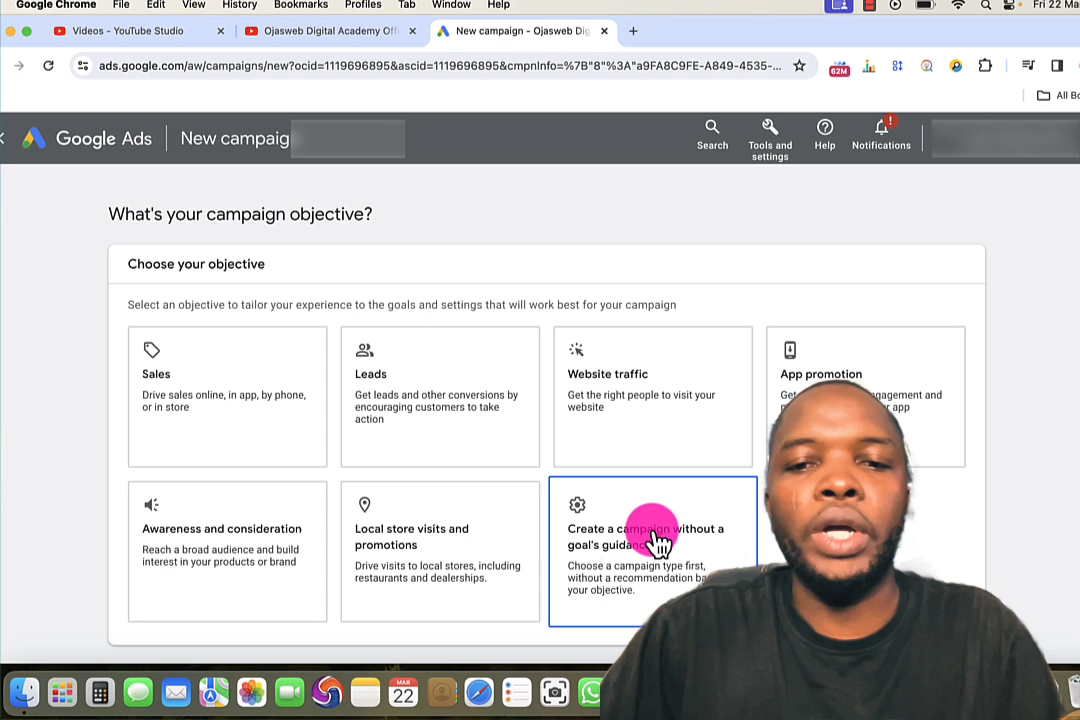 Google Chrome File Edit View History Bookmarks Profiles Tab Window Help Fri 22 Ma
Videos - YouTube Studio
Ojasweb Digital Academy Of
New campaign - Ojasweb Dig
ads.google.com/aw/campaigns/new?ocid=1119696895&ascid=1119696895&cmpnInfo=%7B"8"%3A"a9FA8C9FE-A849-4535-...
62M
All Bo
Google Ads
New campaig
Search
Tools and
settings
Help
!
Notifications
What's your campaign objective?
Choose your objective
Select an objective to tailor your experience to the goals and settings that will work best for your campaign
Sales
Drive sales online, in app, by phone,
or in store
Leads
Get leads and other conversions by
encouraging customers to take
action
Website traffic
Get the right people to visit your
website
App promotion
Get
agement and
app
Awareness and consideration
Reach a broad audience and build
interest in your products or brand
Local store visits and
promotions
Drive visits to local stores, including
restaurants and dealerships.
Create a campaign without a
goal's guidanc
Choose a campaign type first,
without a recommendation ba
your objective.
MAR
22